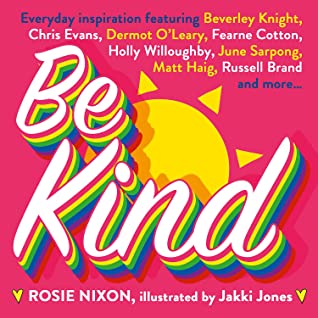 Everyday inspiration featuring Beverley Knight,
Chris Evans, Dermot O'Leary, Fearne Cotton,
Holly Willoughby, June Sarpong,
Matt Haig, Russell Brand
and more...
Be
Kind
ROSIE NIXON, illustrated by Jakki Jones